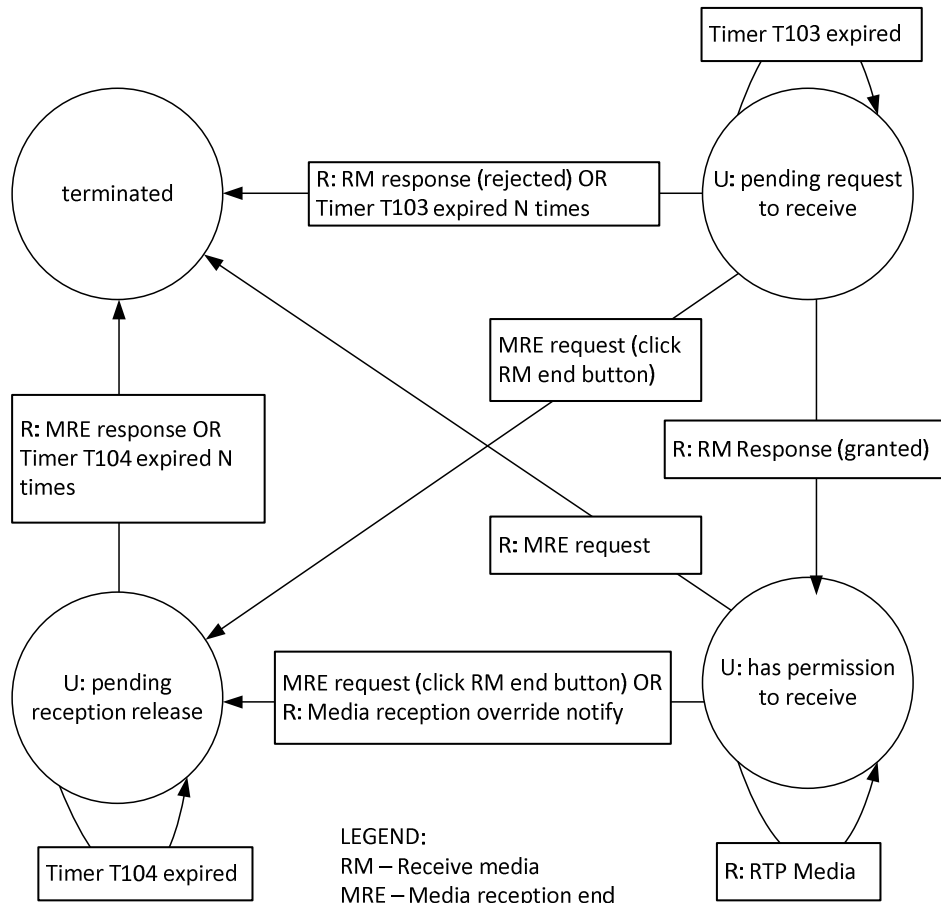 Timer T103 expired
terminated
R: RM response (rejected) OR
Timer T103 expired N times
U: pending request
to receive
MRE request (click
RM end button)
R: MRE response OR
Timer T104 expired N
times
R: RM Response (granted)
R: MRE request
U: pending
reception release
MRE request (click RM end button) OR
R: Media reception override notify
U: has permission
to receive
Timer T104 expired
LEGEND:
RM – Receive media
MRE – Media reception end
R: RTP Media